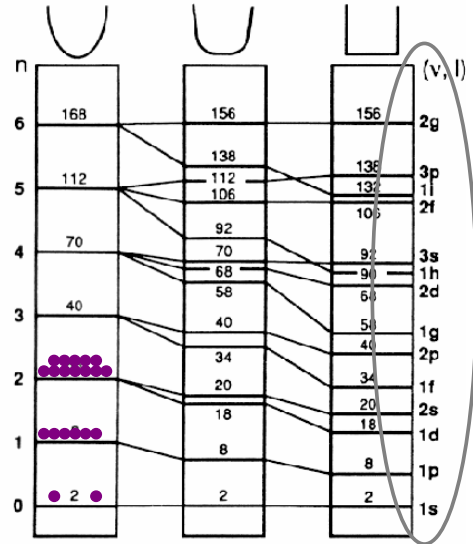 n (ν, l)
6 168 156 156 2g
138 138 3p
112 132 1i
5 112 106 106 2f
92 92 3s
4 70 70 90 1h
68 68 2d
58 58 1g
3 40 40 40 2p
34 34 1f
2 20 20 2s
18 18 1d
1 8 8 1p
0 2 2 2 1s